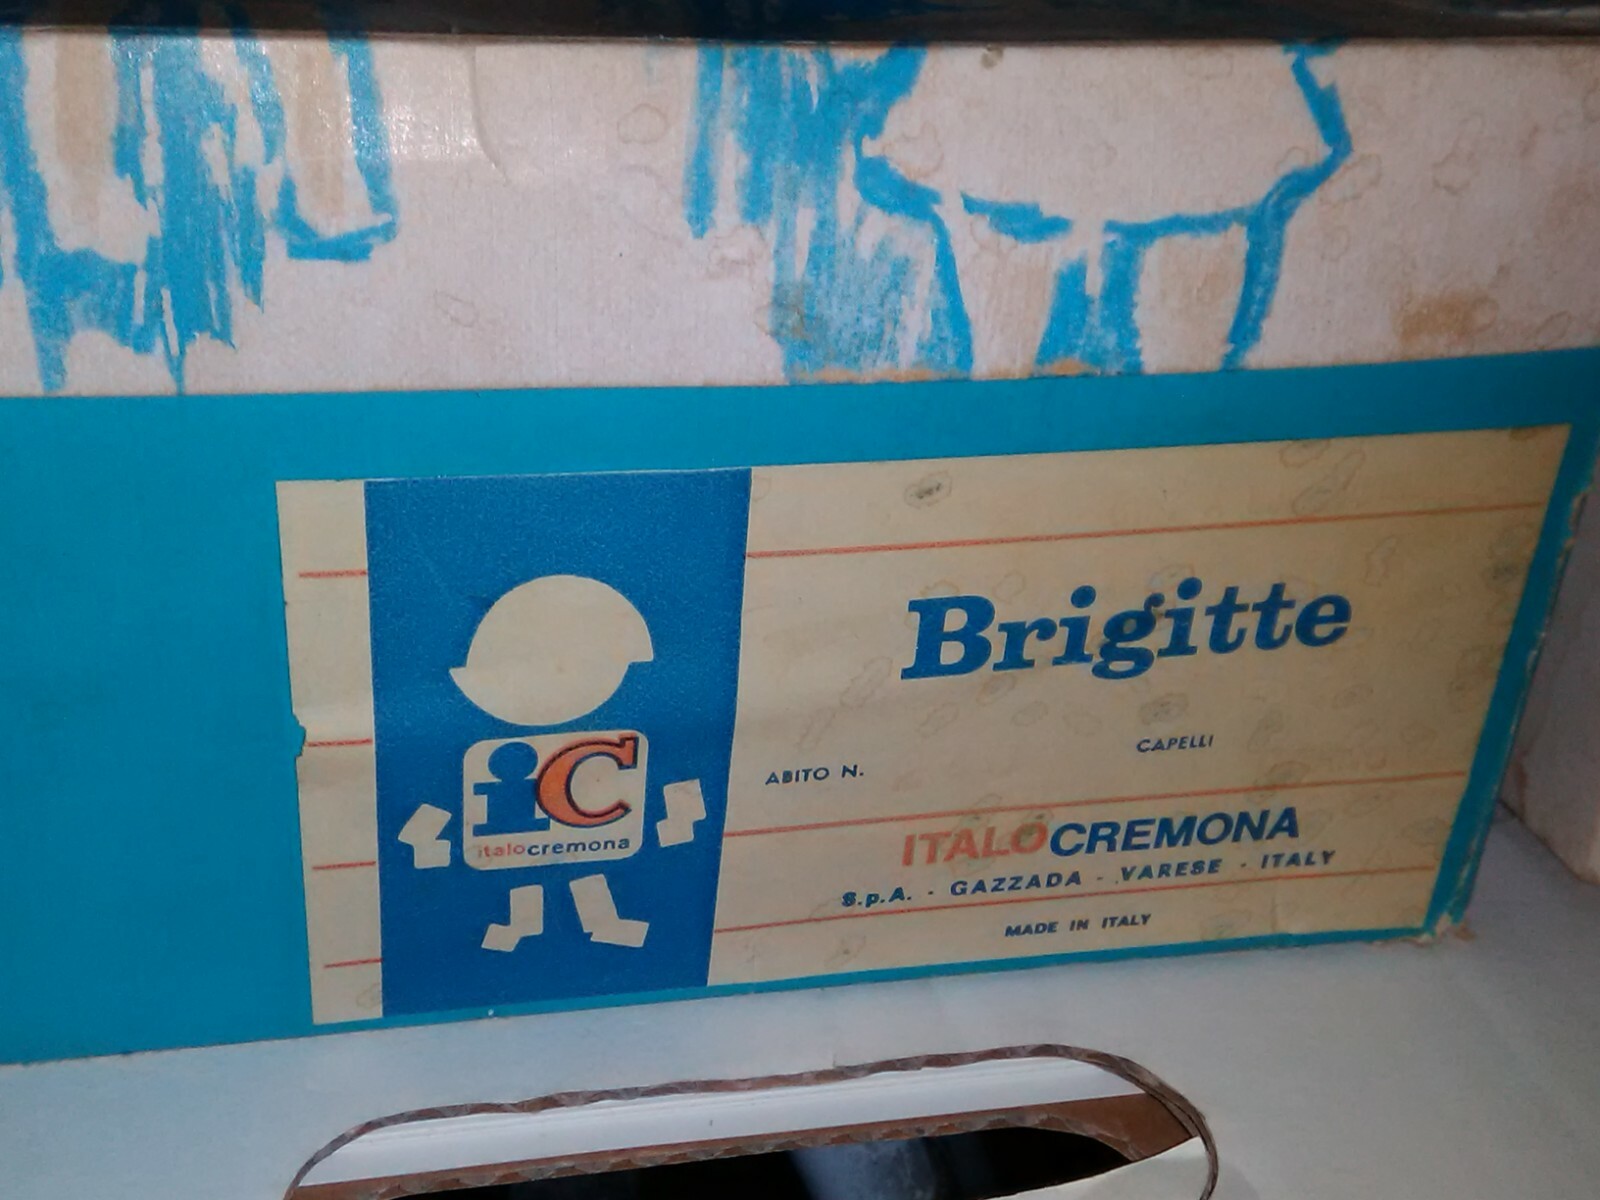 Brigitte
CAPELLI
ABITO N.
iC
italocremona
ITALOCREMONA
S.p.A. - GAZZADA - VARESE - ITALY
MADE IN ITALY